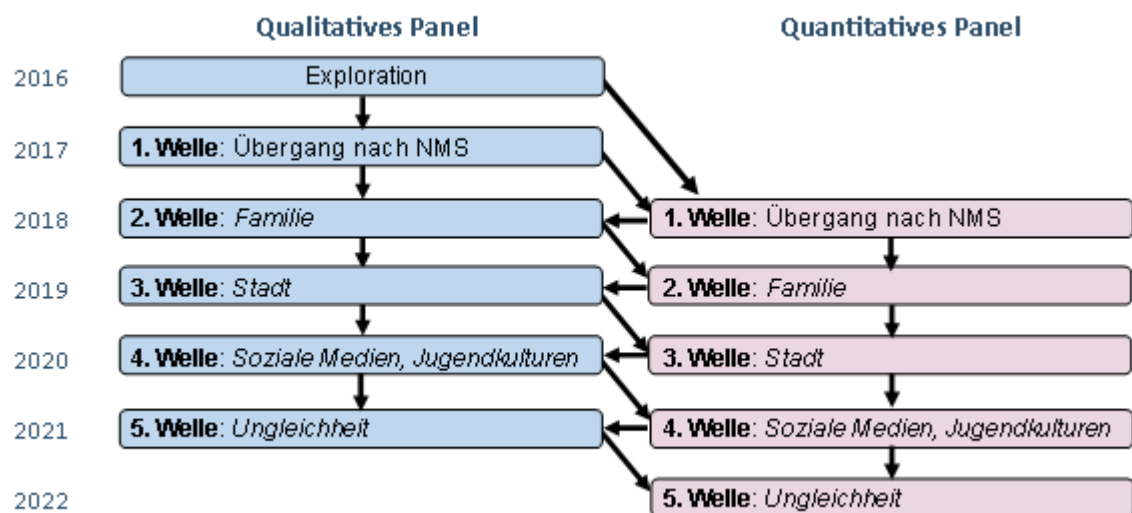 Qualitatives Panel Quantitatives Panel
2016 Exploration
2017 1. Welle: Übergang nach NMS
2018 2. Welle: Familie 1. Welle: Übergang nach NMS
2019 3. Welle: Stadt 2. Welle: Familie
2020 4. Welle: Soziale Medien, Jugendkulturen 3. Welle: Stadt
2021 5. Welle: Ungleichheit 4. Welle: Soziale Medien, Jugendkulturen
2022 5. Welle: Ungleichheit